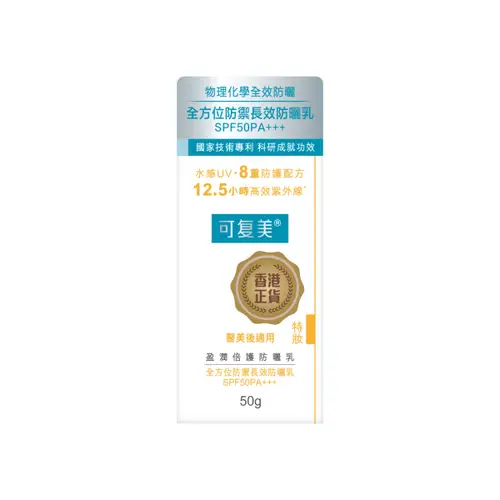 物理化學全效防曬
全方位防禦長效防曬乳
SPF50PA+++
國家技術專利 科研成就功效
水感UV·8重防護配方
12.5小時高效紫外線*
可复美®
香港
正貨
特妝
醫美後適用
盈潤倍護防曬乳
全方位防禦長效防曬乳
SPF50PA+++
50g